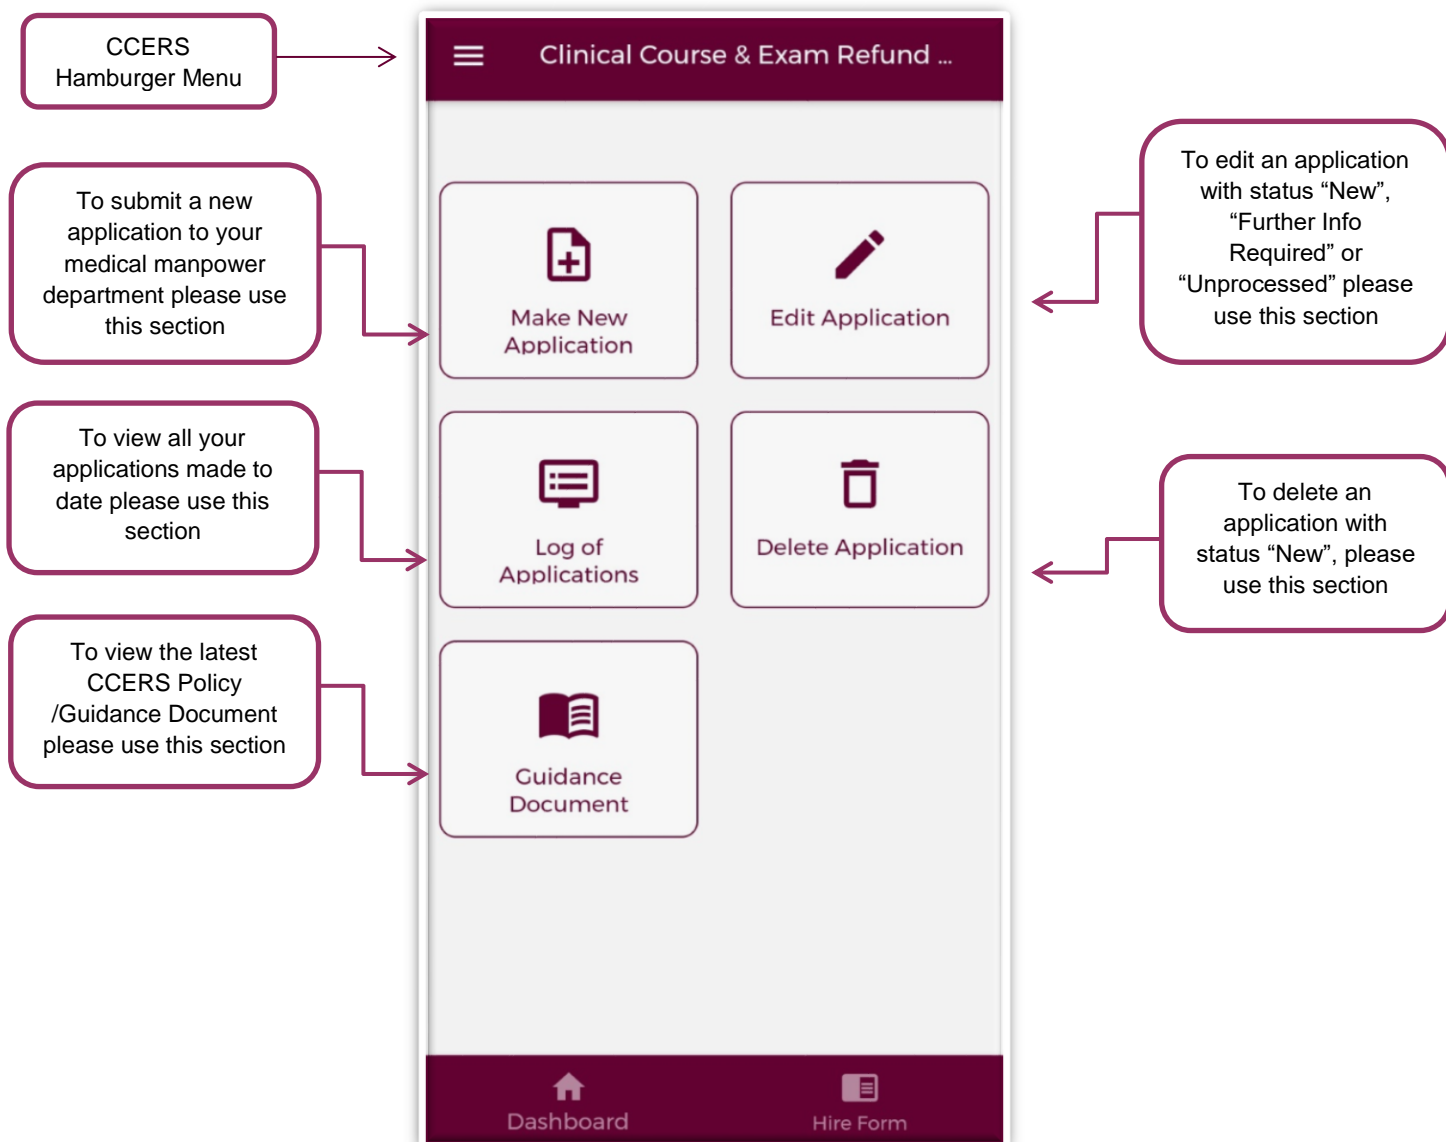 CCERS
Hamburger Menu
Clinical Course & Exam Refund ...
To submit a new
application to your
medical manpower
department please use
this section
Make New
Application
Edit Application
To edit an application
with status “New”,
“Further Info
Required” or
“Unprocessed” please
use this section
To view all your
applications made to
date please use this
section
Log of
Applications
Delete Application
To delete an
application with
status “New”, please
use this section
To view the latest
CCERS Policy
/Guidance Document
please use this section
Guidance
Document
Dashboard
Hire Form